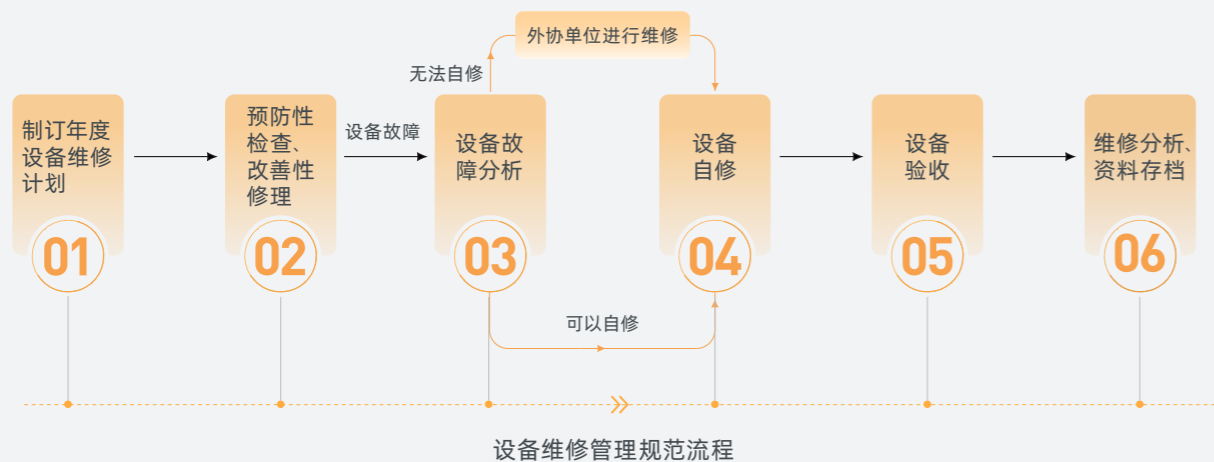 外协单位进行维修
无法自修
制订年度
设备维修
计划
01
预防性
检查、
改善性
修理
02
设备故障
设备故
障分析
03
设备
自修
04
设备
验收
05
维修分析、
资料存档
06
可以自修
设备维修管理规范流程